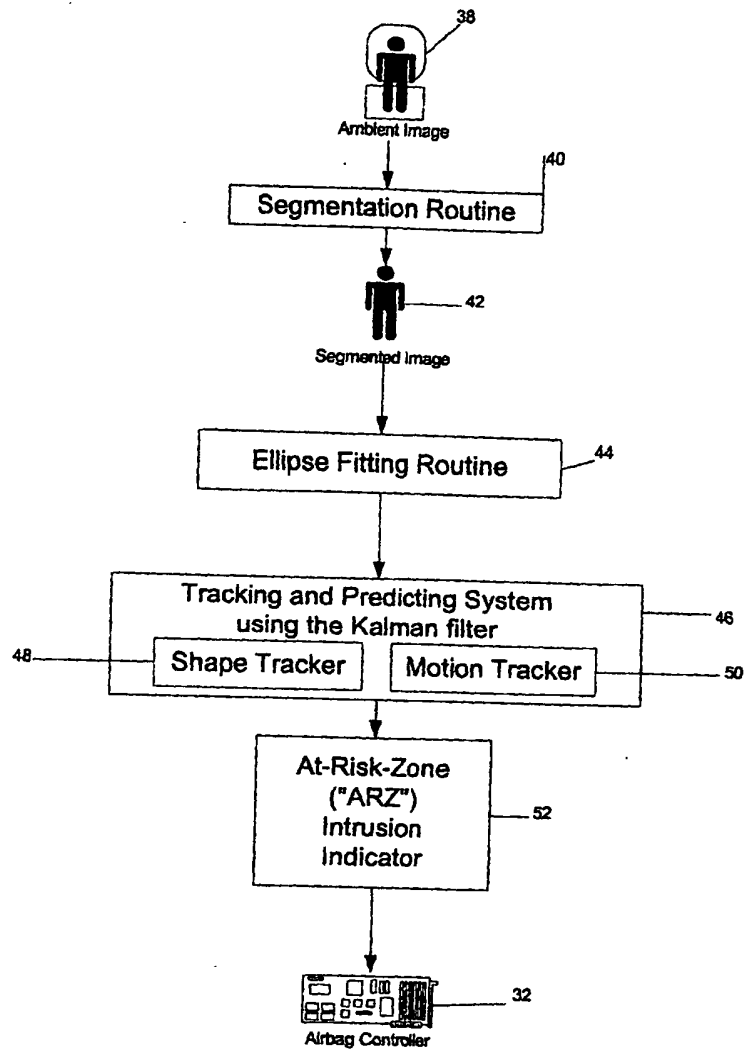 38
Ambient Image
40
Segmentation Routine
42
Segmented Image
Ellipse Fitting Routine
44
Tracking and Predicting System
using the Kalman filter
46
48
Shape Tracker
Motion Tracker
50
At-Risk-Zone
("ARZ")
Intrusion
Indicator
52
32
Airbag Controller